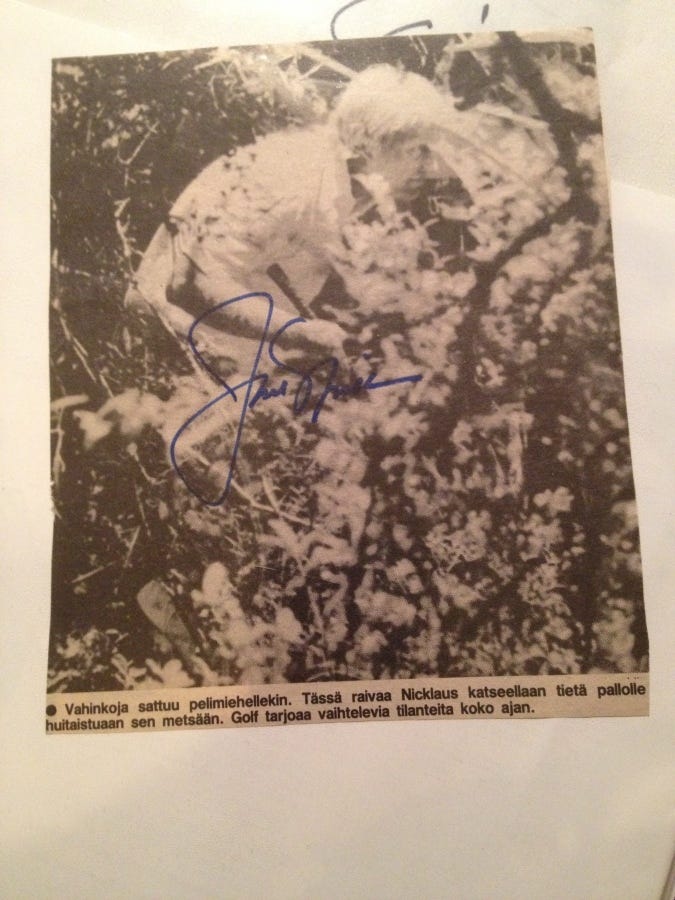 ● Vahinkoja sattuu pelimiehellekin. Tässä raivaa Nicklaus katseellaan tietä pallolle
huitaistuaan sen metsään. Golf tarjoaa vaihtelevia tilanteita koko ajan.